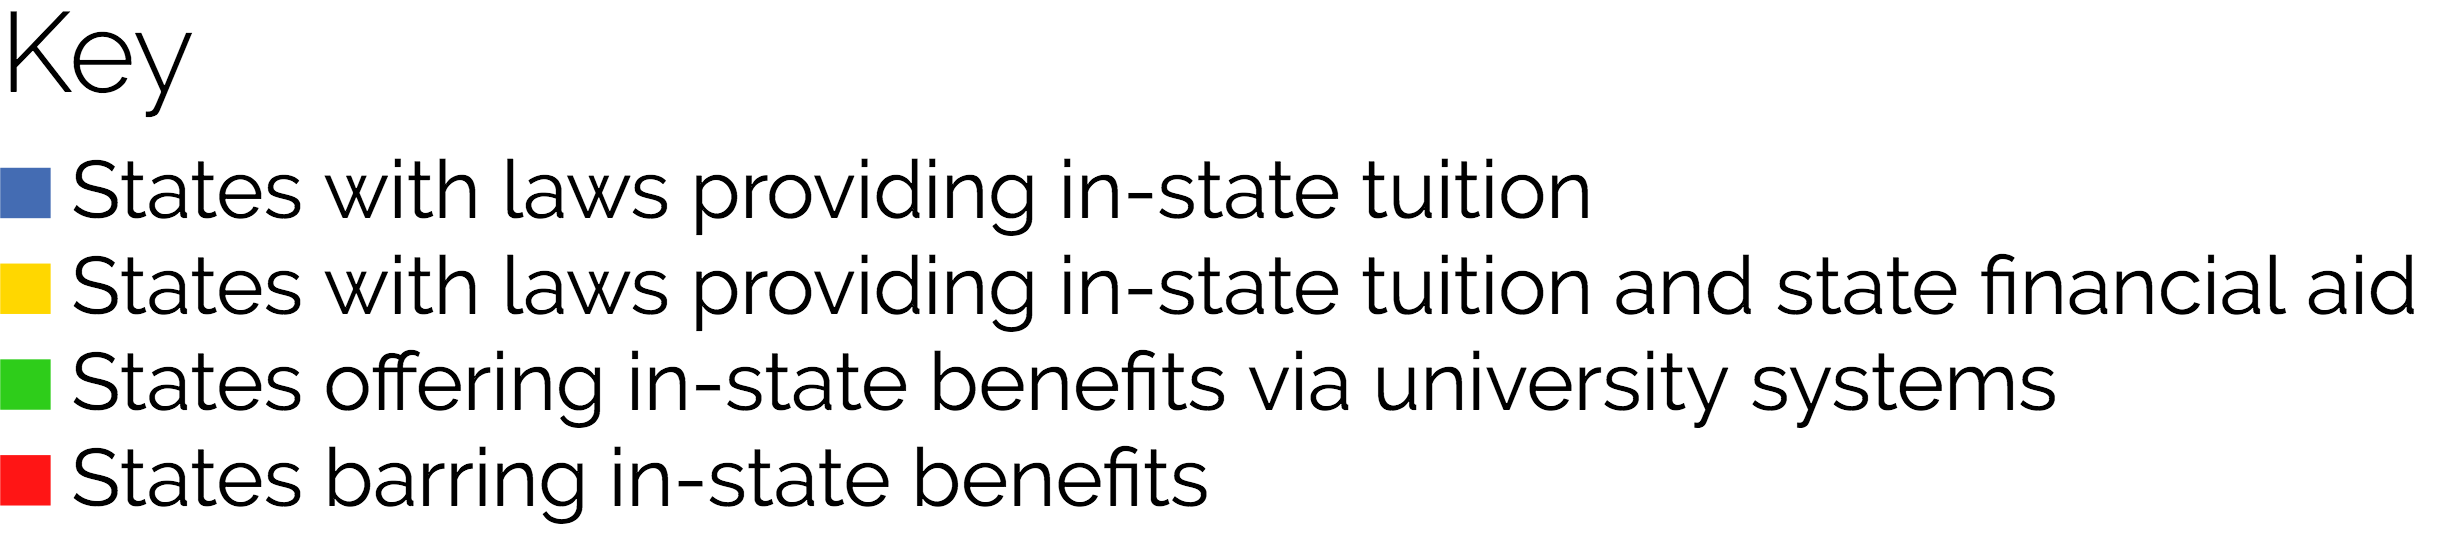 Key
States with laws providing in-state tuition
States with laws providing in-state tuition and state financial aid
States offering in-state benefits via university systems
States barring in-state benefits